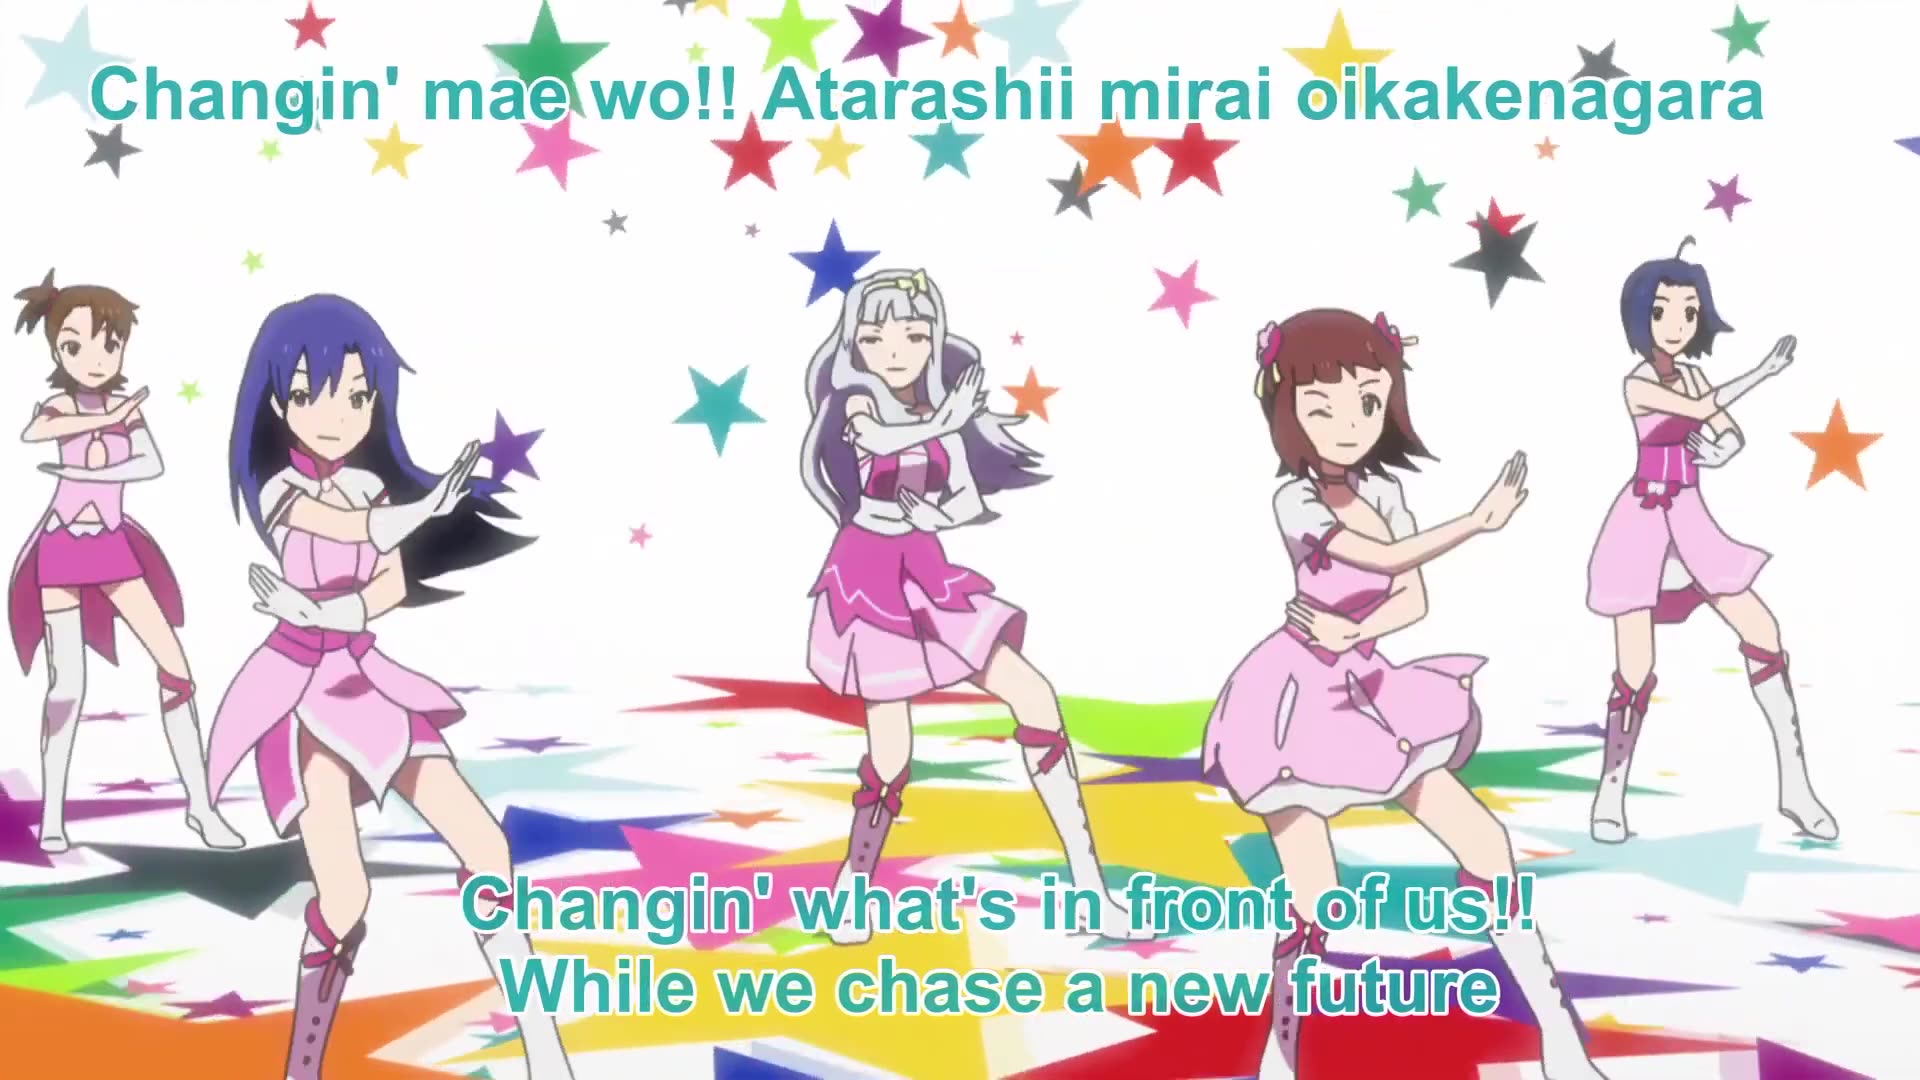 Changin' mae wo!! Atarashii mirai oikakenagara
Changin' what's in front of us!!
While we chase a new future